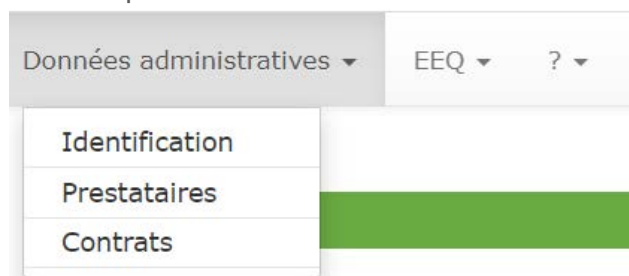 Données administratives EEQ ?
Identification
Prestataires
Contrats